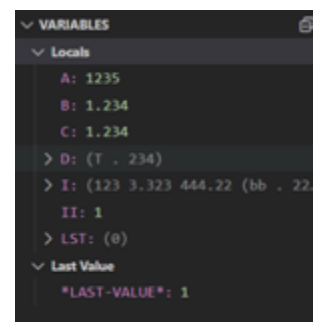 VARIABLES
Locals
A: 1235
B: 1.234
C: 1.234
D: (T . 234)
I: (123 3.323 444.22 (bb . 22.
II: 1
LST: (0)
Last Value
*LAST-VALUE*: 1